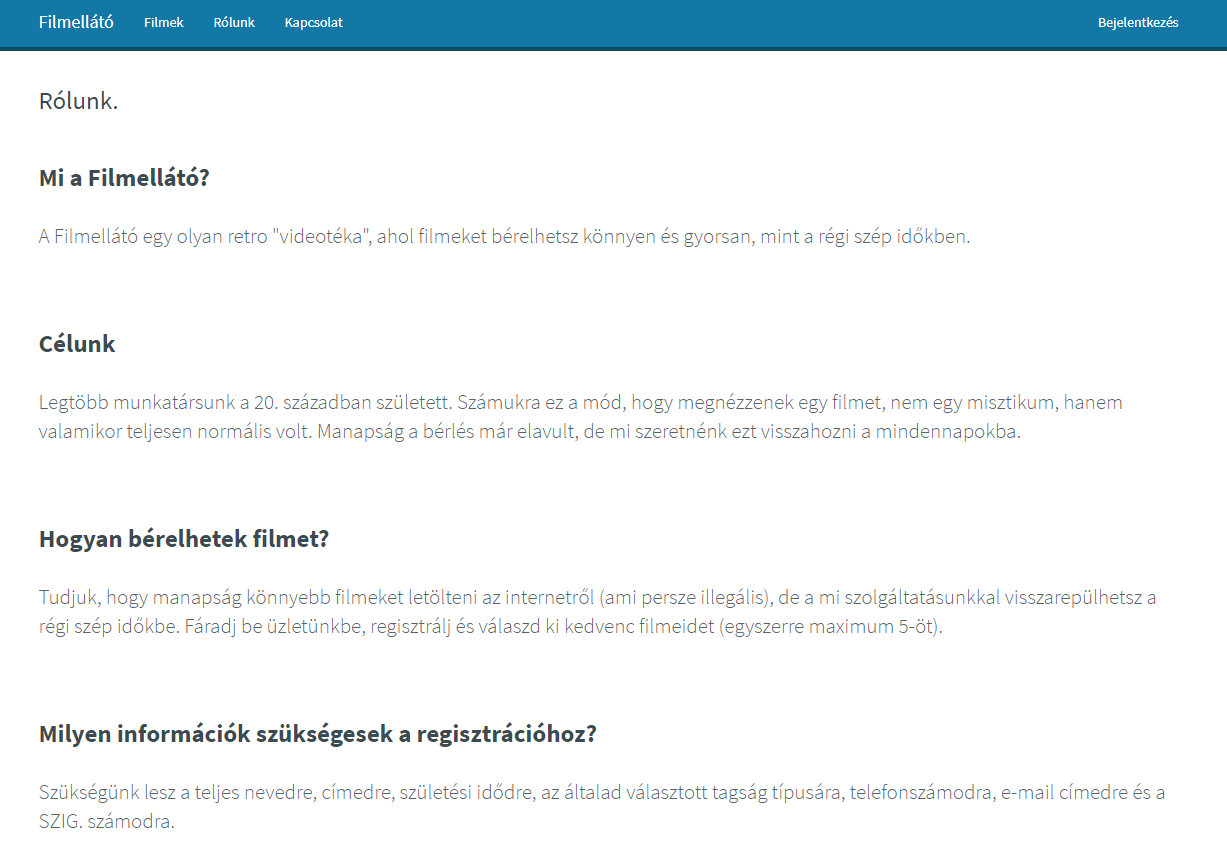 Filmellátó Filmek Rólunk Kapcsolat Bejelentkezés
Rólunk.
Mi a Filmellátó?
A Filmellátó egy olyan retro "videotéka", ahol filmeket bérelhetsz könnyen és gyorsan, mint a régi szép időkben.
Célunk
Legtöbb munkatársunk a 20. században született. Számukra ez a mód, hogy megnézzenek egy filmet, nem egy misztikum, hanem
valamikor teljesen normális volt. Manapság a bérlés már elavult, de mi szeretnénk ezt visszahozni a mindennapokba.
Hogyan bérelhetek filmet?
Tudjuk, hogy manapság könnyebb filmeket letölteni az internetről (ami persze illegális), de a mi szolgáltatásunkkal visszarepülhetsz a
régi szép időkbe. Fáradj be üzletünkbe, regisztrálj és válaszd ki kedvenc filmeidet (egyszerre maximum 5-öt).
Milyen információk szükségesek a regisztrációhoz?
Szükségünk lesz a teljes nevedre, címedre, születési idődre, az általad választott tagság típusára, telefonszámodra, e-mail címedre és a
SZIG. számodra.